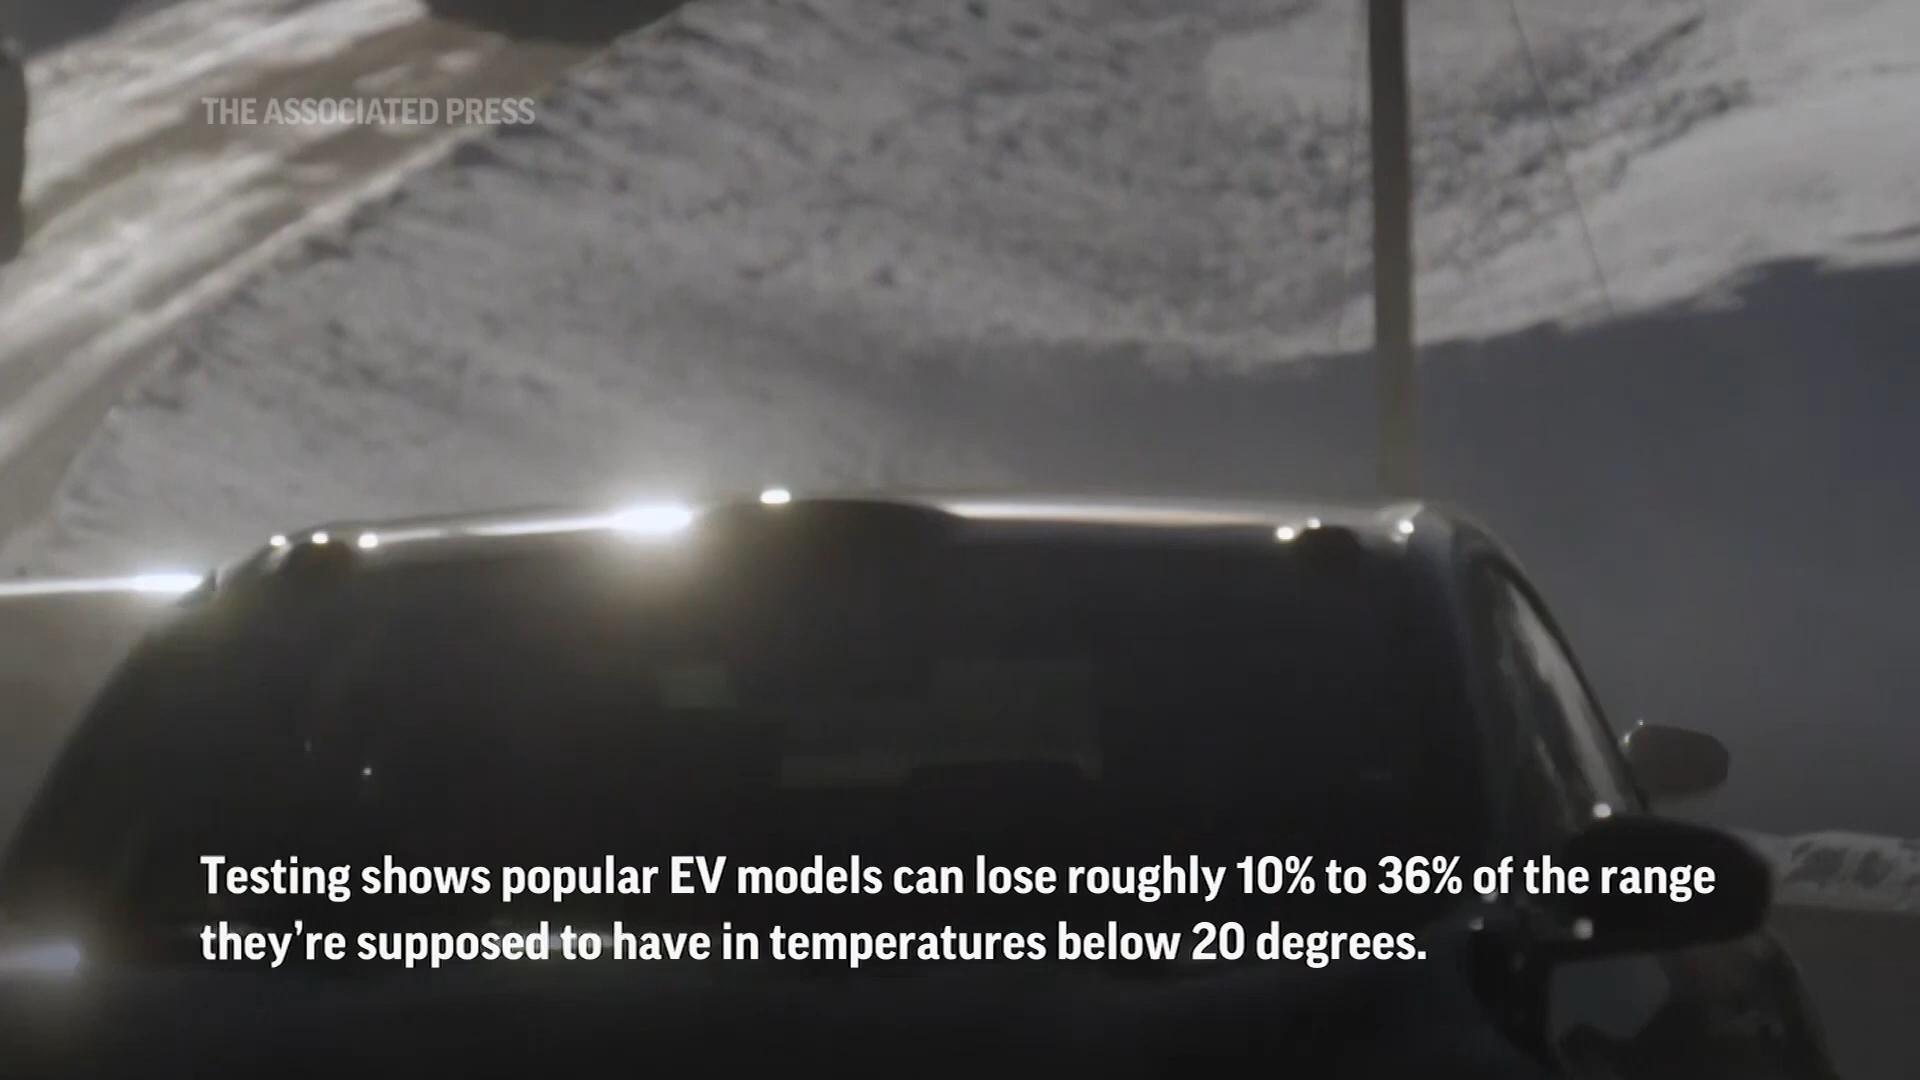 THE ASSOCIATED PRESS
Testing shows popular EV models can lose roughly 10% to 36% of the range
they’re supposed to have in temperatures below 20 degrees.